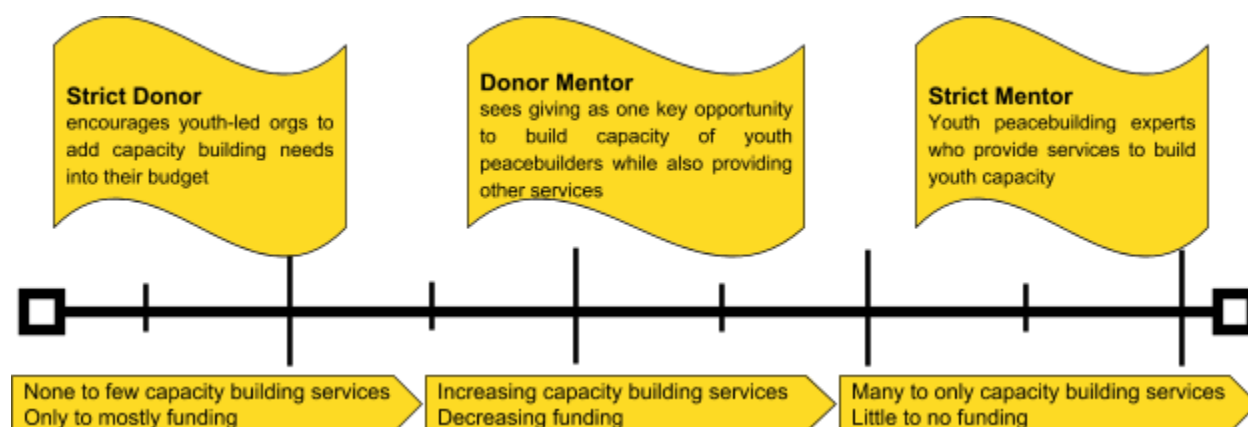 Strict Donor
encourages youth-led orgs to
add capacity building needs
into their budget
Donor Mentor
sees giving as one key opportunity
to build capacity of youth
peacebuilders while also providing
other services
Strict Mentor
Youth peacebuilding experts
who provide services to build
youth capacity
None to few capacity building services
Only to mostly funding
Increasing capacity building services
Decreasing funding
Many to only capacity building services
Little to no funding